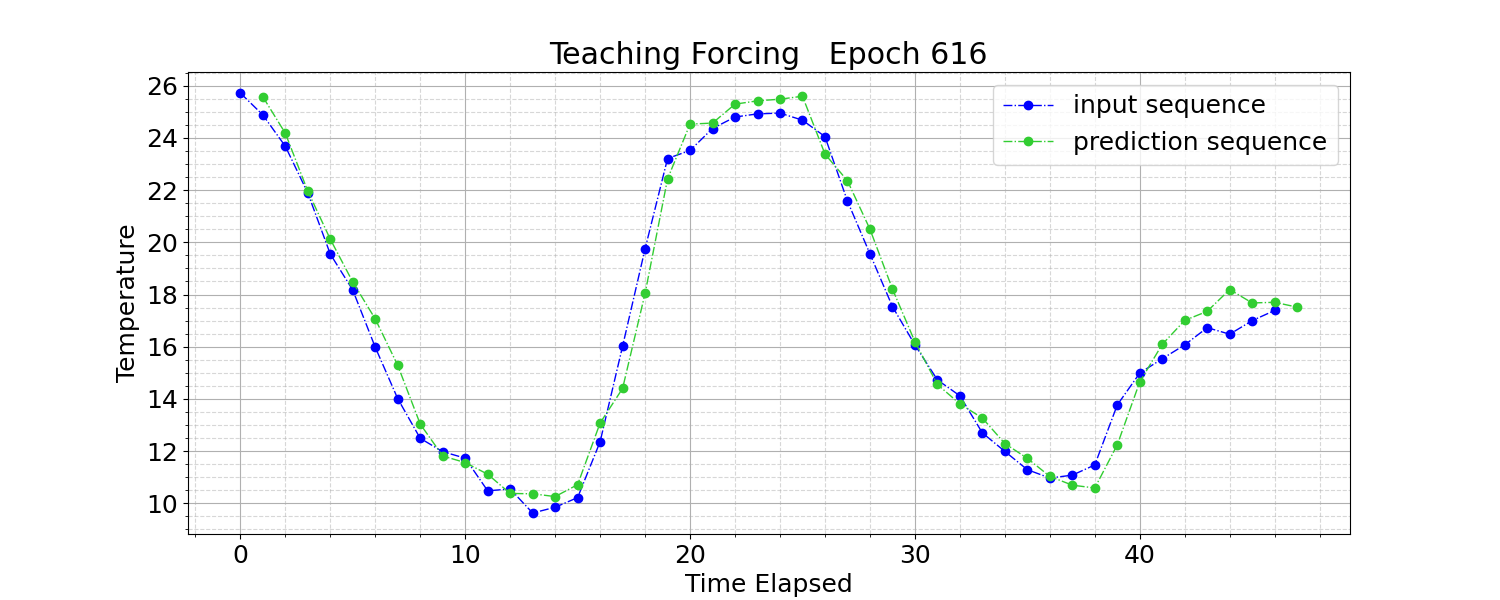 Teaching Forcing   Epoch 616
26
24
22
20
18
16
14
12
10
Temperature
input sequence
prediction sequence
0 10 20 30 40
Time Elapsed